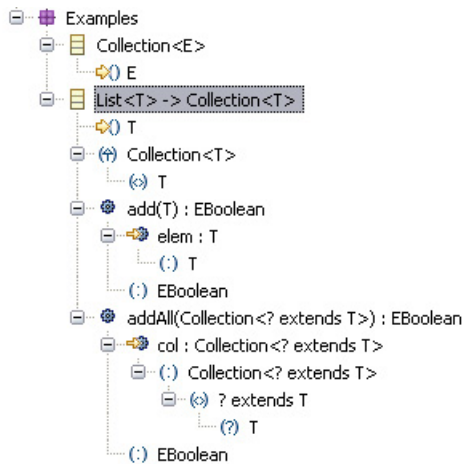 Examples
Collection<E>
E
List<T> -> Collection<T>
T
Collection<T>
T
add(T) : EBoolean
elem : T
T
EBoolean
addAll(Collection<? extends T>) : EBoolean
col : Collection<? extends T>
Collection<? extends T>
? extends T
T
EBoolean